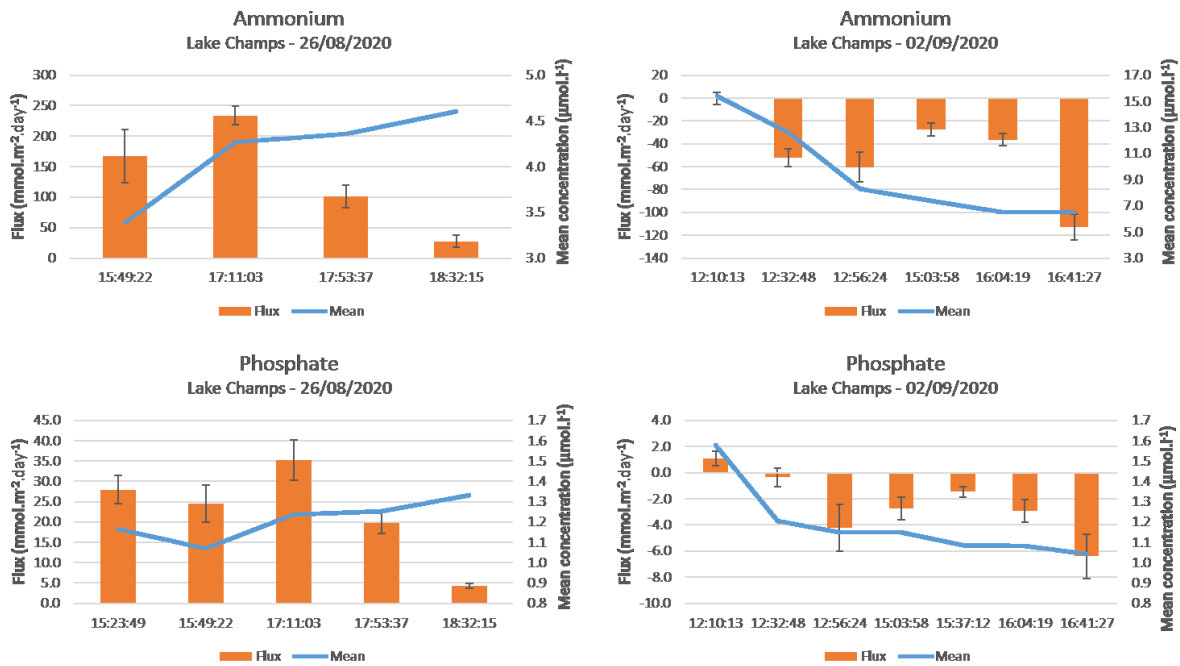 Ammonium
Lake Champs - 26/08/2020
Flux (mmol.m-2.day-1)
300
250
200
150
100
50
0
5.0
4.5
4.0
3.5
3.0
Mean concentration (µmol.l-1)
15:49:22 17:11:03 17:53:37 18:32:15
Flux Mean
Ammonium
Lake Champs - 02/09/2020
Flux (mmol.m-2.day-1)
20
0
-20
-40
-60
-80
-100
-120
-140
17.0
15.0
13.0
11.0
9.0
7.0
5.0
3.0
Mean concentration (µmol.l-1)
12:10:13 12:32:48 12:56:24 15:03:58 16:04:19 16:41:27
Flux Mean
Phosphate
Lake Champs - 26/08/2020
Flux (mmol.m-2.day-1)
45.0
40.0
35.0
30.0
25.0
20.0
15.0
10.0
5.0
0.0
1.7
1.6
1.5
1.4
1.3
1.2
1.1
1.0
0.9
0.8
Mean concentration (µmol.l-1)
15:23:49 15:49:22 17:11:03 17:53:37 18:32:15
Flux Mean
Phosphate
Lake Champs - 02/09/2020
Flux (mmol.m-2.day-1)
4.0
2.0
0.0
-2.0
-4.0
-6.0
-8.0
-10.0
1.7
1.6
1.5
1.4
1.3
1.2
1.1
1.0
0.9
0.8
Mean concentration (µmol.l-1)
12:10:13 12:32:48 12:56:24 15:03:58 15:37:12 16:04:19 16:41:27
Flux Mean